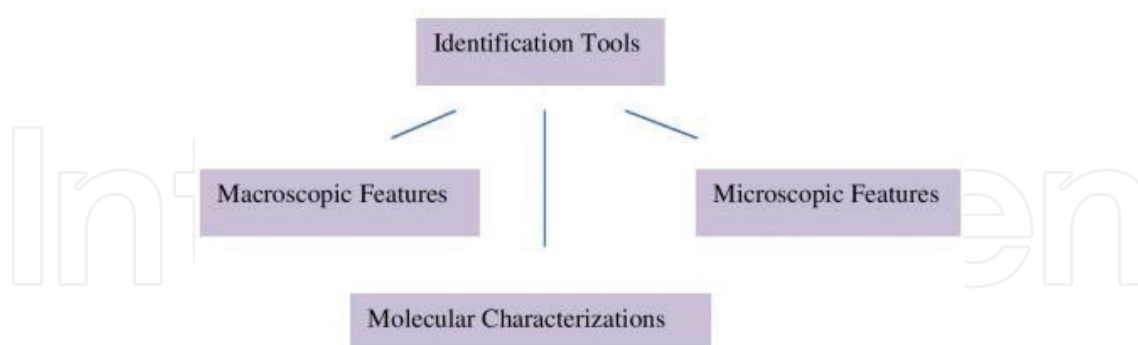 Identification Tools
Macroscopic Features
Microscopic Features
Molecular Characterizations